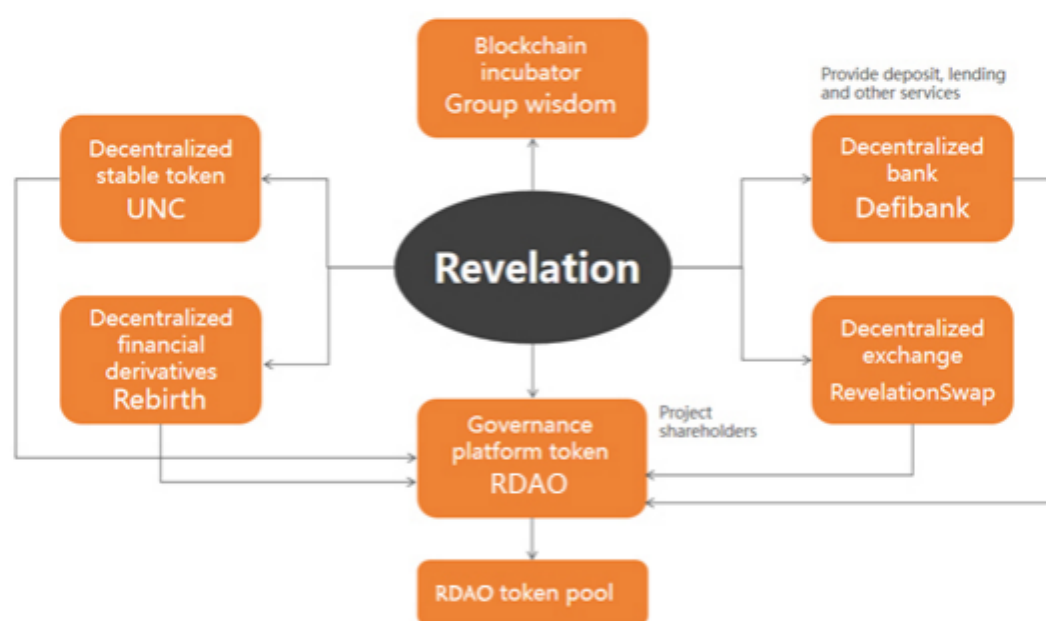 Blockchain
incubator
Group wisdom
Provide deposit, lending
and other services
Decentralized
stable token
UNC
Decentralized
bank
Defibank
Revelation
Decentralized
financial
derivatives
Rebirth
Decentralized
exchange
RevelationSwap
Governance
platform token
RDAO
Project
shareholders
RDAO token pool